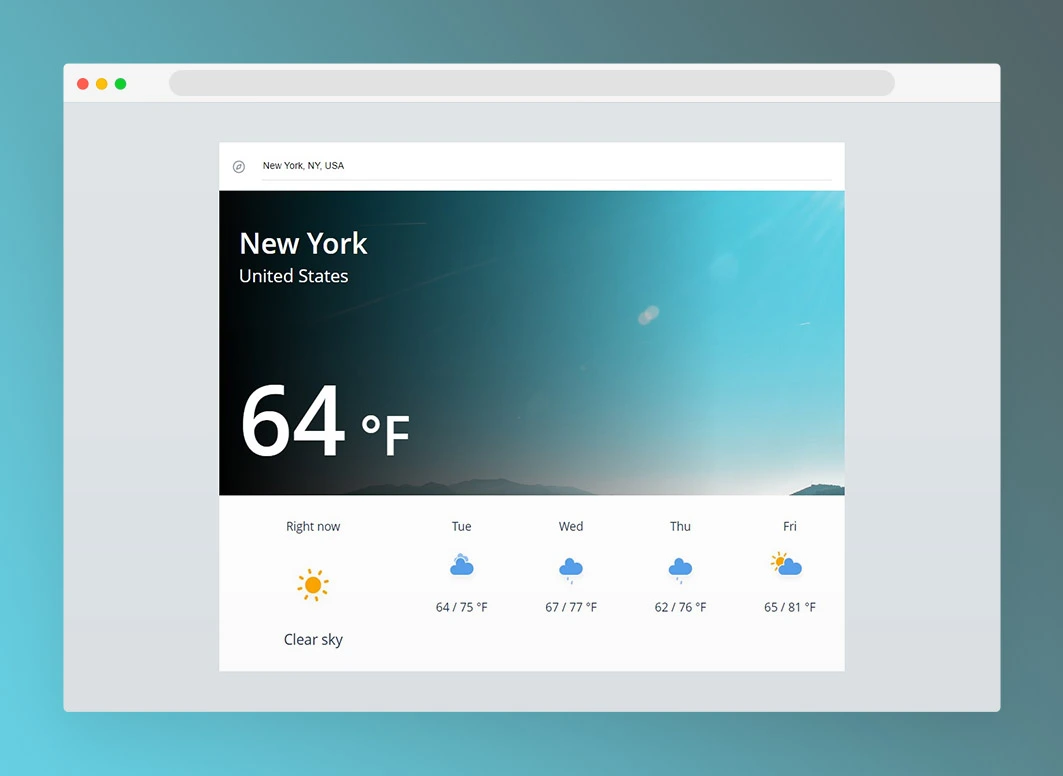 New York, NY, USA
New York
United States
64 °F
Right now
Tue
Wed
Thu
Fri
64 / 75 °F
67 / 77 °F
62 / 76 °F
65 / 81 °F
Clear sky